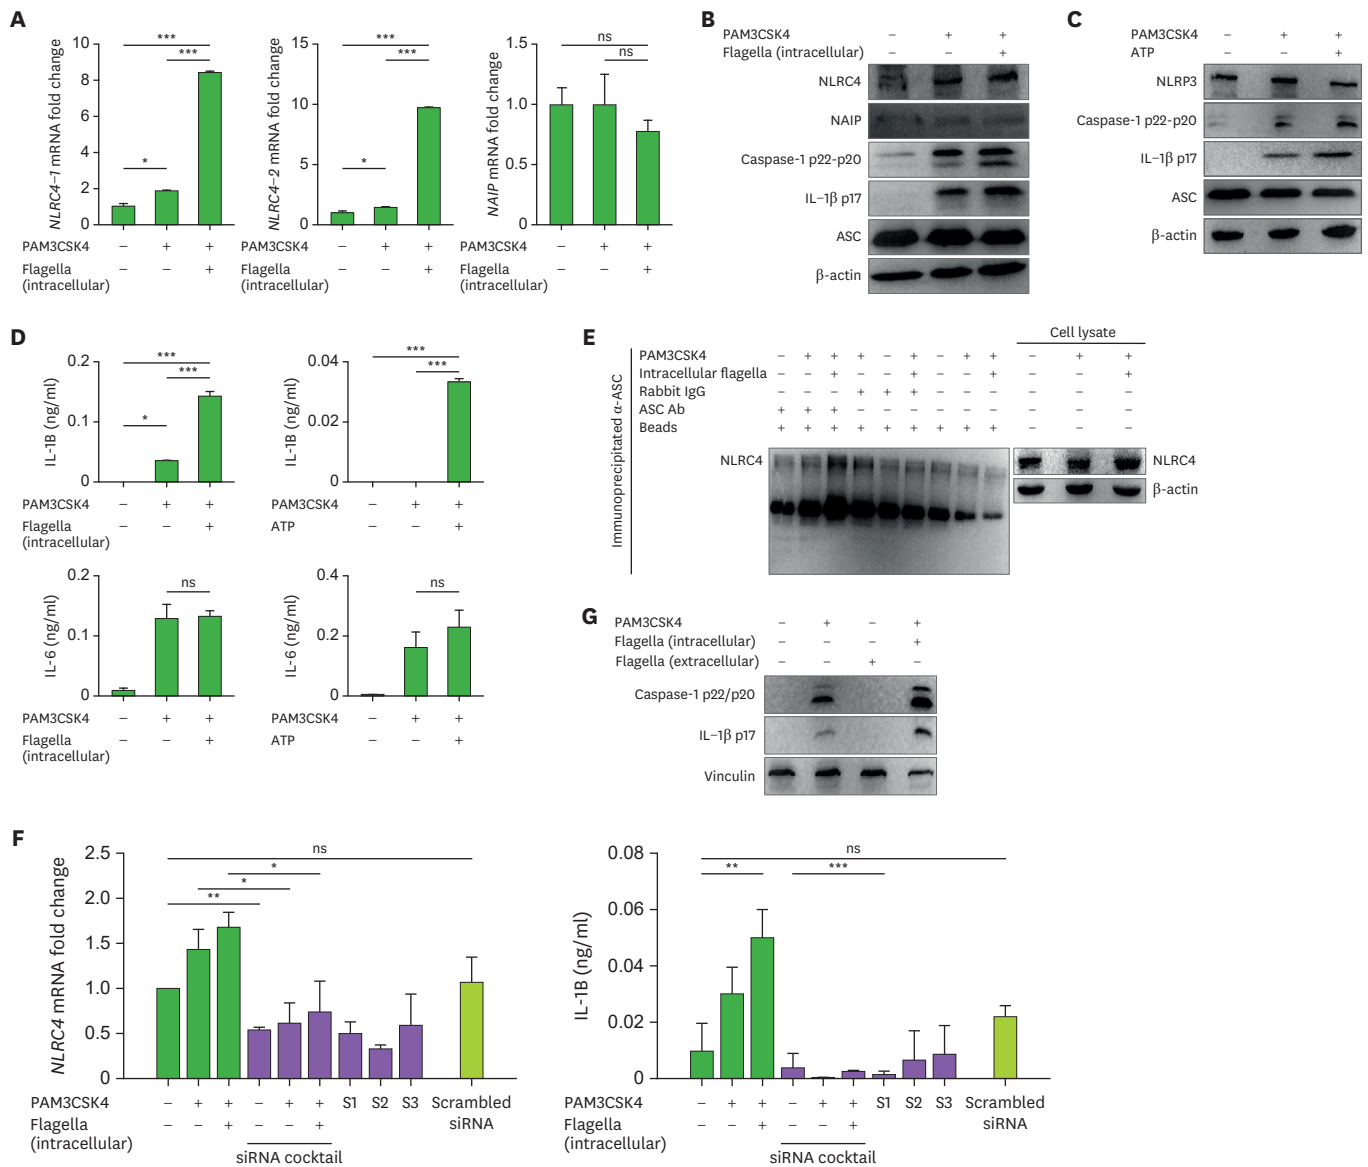 A
NLRC4–1 mRNA fold change
10
8
6
4
2
0
***
***
*
PAM3CSK4 – + +
Flagella (intracellular) – – +
NLRC4–2 mRNA fold change
15
10
5
0
***
***
*
PAM3CSK4 – + +
Flagella (intracellular) – – +
NAIP mRNA fold change
1.5
1.0
0.5
0
ns
ns
PAM3CSK4 – + +
Flagella (intracellular) – – +
B
PAM3CSK4 – + +
Flagella (intracellular) – – +
NLRC4
NAIP
Caspase-1 p22-p20
IL–1β p17
ASC
β-actin
C
PAM3CSK4 – + +
ATP – – +
NLRP3
Caspase-1 p22-p20
IL–1β p17
ASC
β-actin
D
IL-1B (ng/ml)
0.2
0.1
0
***
***
*
PAM3CSK4 – + +
Flagella (intracellular) – – +
IL-1B (ng/ml)
0.04
0.02
0
***
***
PAM3CSK4 – + +
ATP – – +
IL-6 (ng/ml)
0.2
0.1
0
ns
PAM3CSK4 – + +
Flagella (intracellular) – – +
IL-6 (ng/ml)
0.4
0.2
0
ns
PAM3CSK4 – + +
ATP – – +
E
Immunoprecipitated α-ASC
Cell lysate
PAM3CSK4 – + + + – + – + + – + +
Intracellular flagella – – + – – + – – + – – +
Rabbit IgG – – – + + + – – – – – –
ASC Ab + + + – – – – – – – – –
Beads + + + + + + + + + – – –
NLRC4
NLRC4
β-actin
G
PAM3CSK4 – + – +
Flagella (intracellular) – – – +
Flagella (extracellular) – – + –
Caspase-1 p22/p20
IL–1β p17
Vinculin
F
NLRC4 mRNA fold change
2.5
2.0
1.5
1.0
0.5
0
ns
*
*
**
PAM3CSK4 – + + – + + S1 S2 S3 Scrambled siRNA
Flagella (intracellular) – – + – – +
siRNA cocktail
IL-1B (ng/ml)
0.08
0.06
0.04
0.02
0
ns
** ***
PAM3CSK4 – + + – + + S1 S2 S3 Scrambled siRNA
Flagella (intracellular) – – + – – +
siRNA cocktail